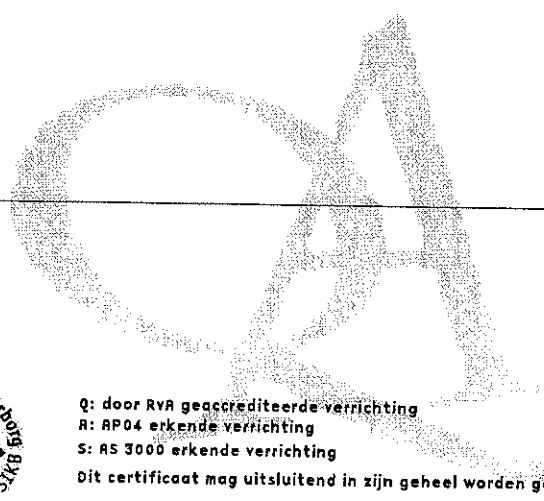 Q: door RvA geaccrediteerde verrichting
A: AP04 erkende verrichting
S: AS 3000 erkende verrichting
Dit certificaat mag uitsluitend in zijn geheel worden